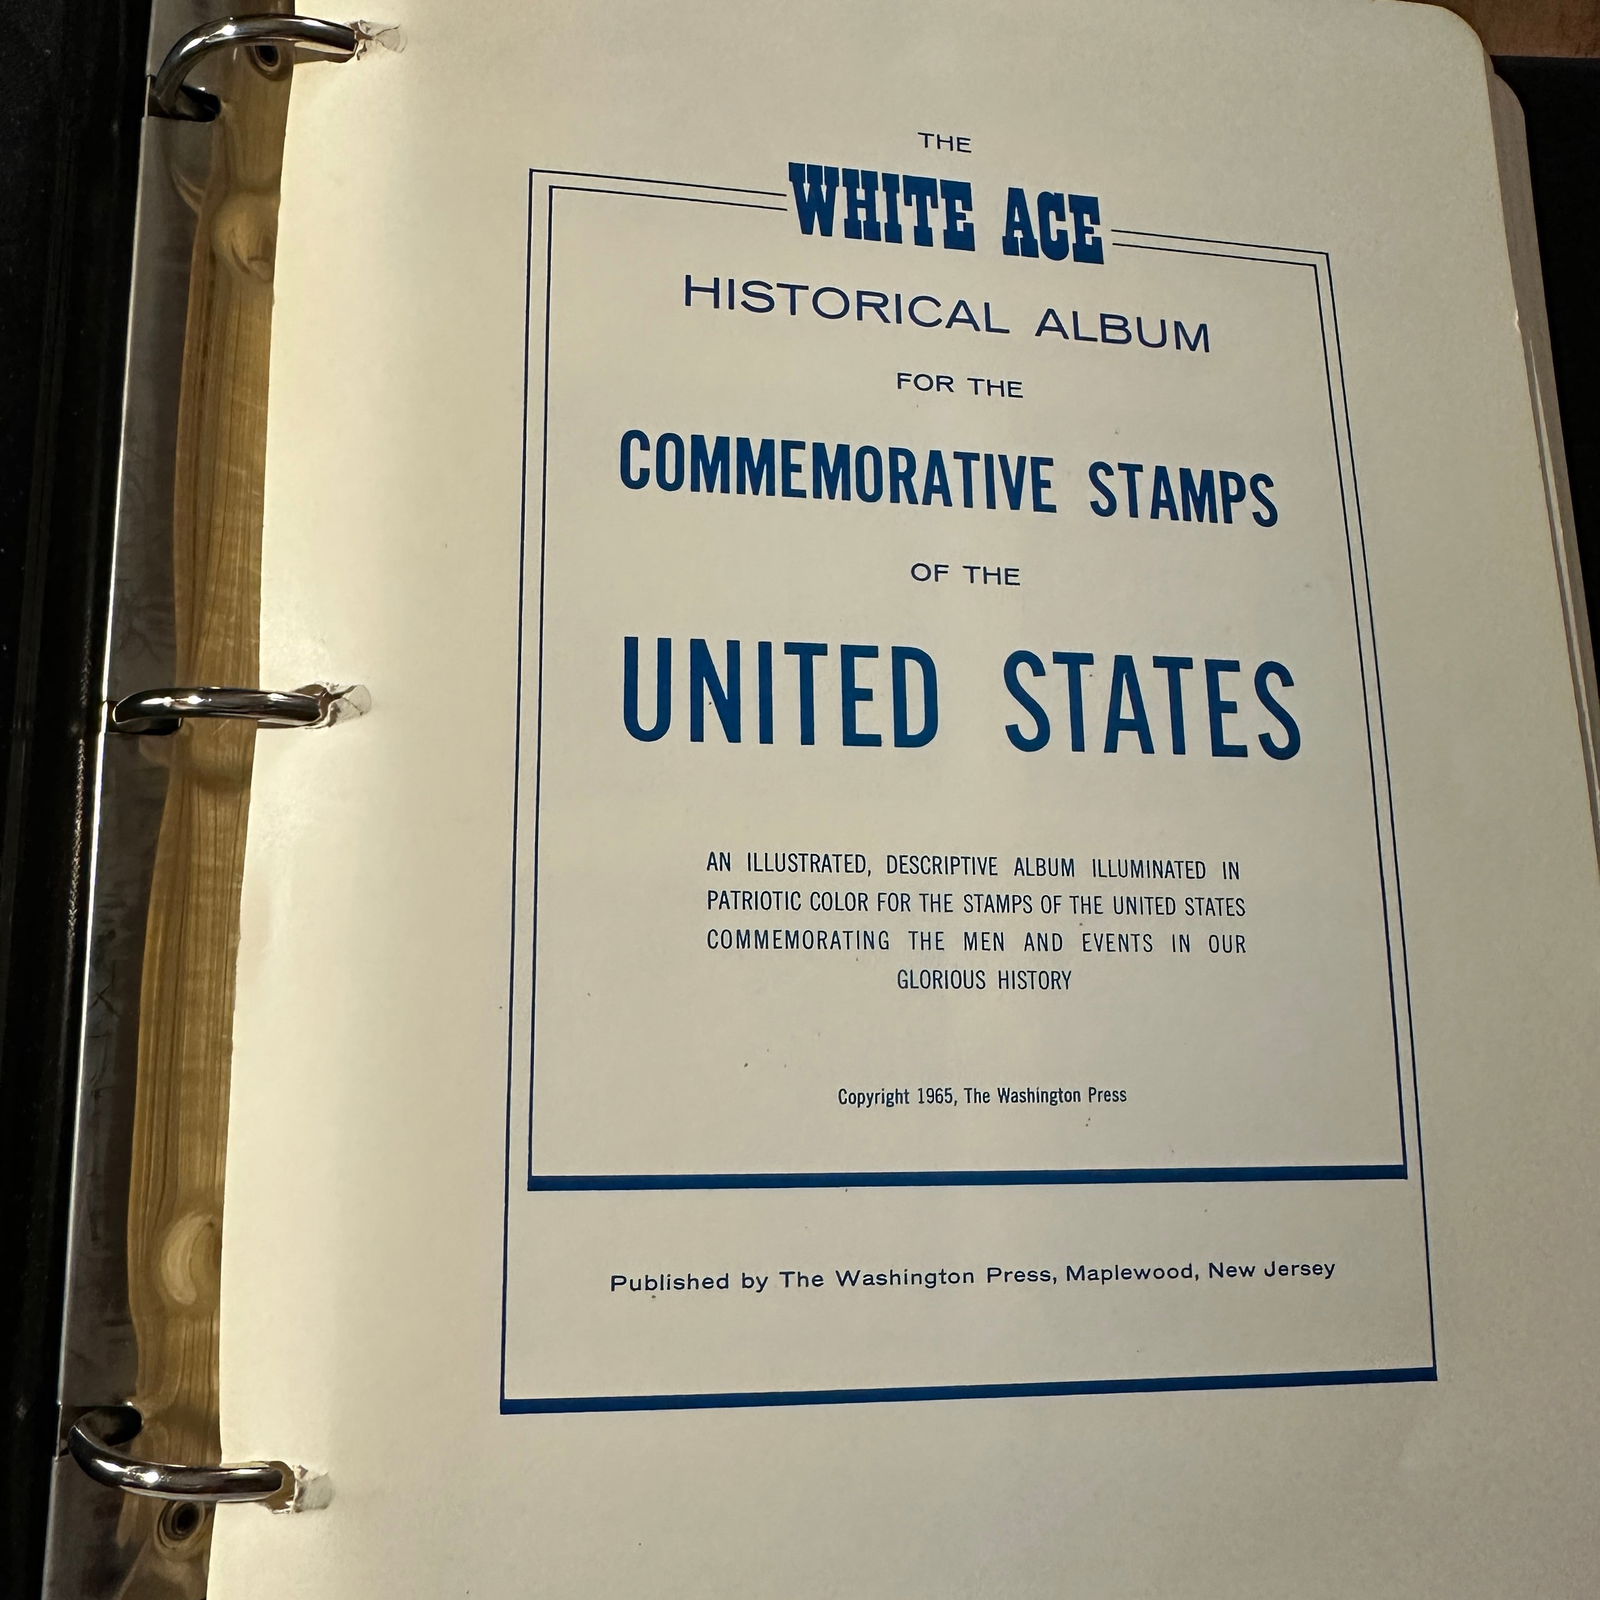 THE
WHITE ACE
HISTORICAL ALBUM
FOR THE
COMMEMORATIVE STAMPS
OF THE
UNITED STATES
AN ILLUSTRATED, DESCRIPTIVE ALBUM ILLUMINATED IN
PATRIOTIC COLOR FOR THE STAMPS OF THE UNITED STATES
COMMEMORATING THE MEN AND EVENTS IN OUR
GLORIOUS HISTORY
Copyright 1965, The Washington Press
Published by The Washington Press, Maplewood, New Jersey